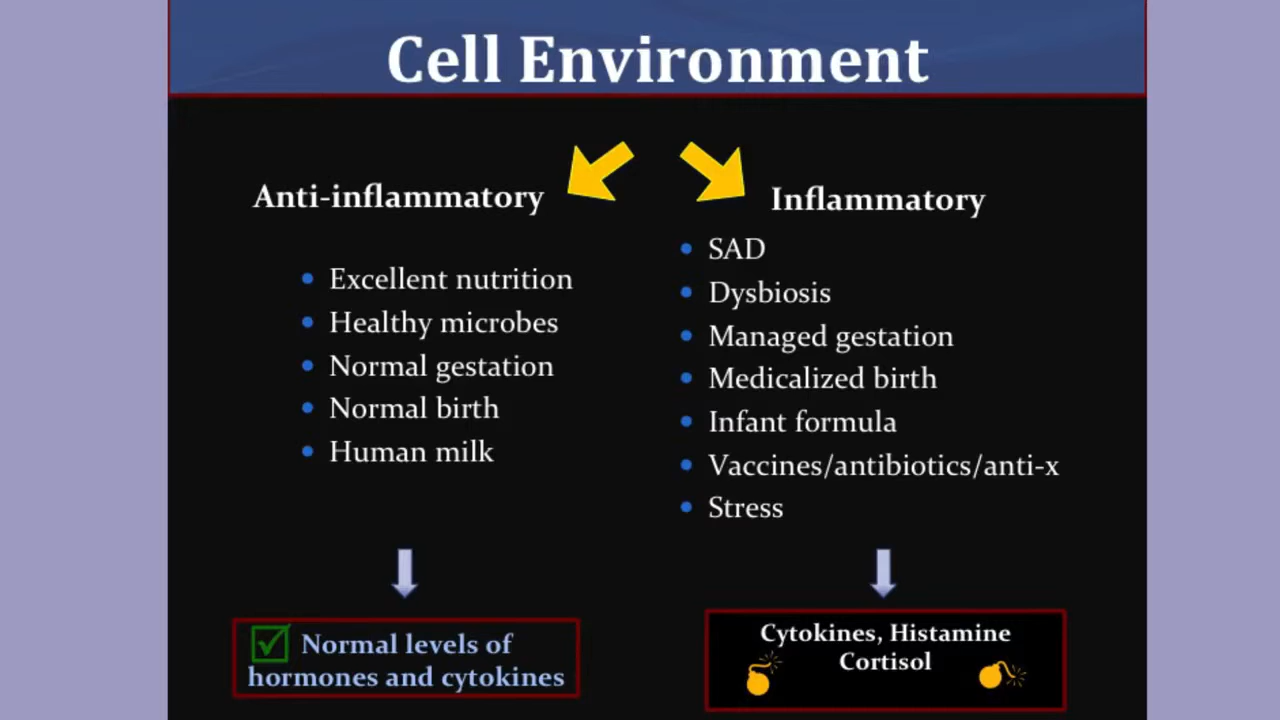 Cell Environment
Anti-inflammatory
• Excellent nutrition
• Healthy microbes
• Normal gestation
• Normal birth
• Human milk
Normal levels of
hormones and cytokines
Inflammatory
• SAD
• Dysbiosis
• Managed gestation
• Medicalized birth
• Infant formula
• Vaccines/antibiotics/anti-x
• Stress
Cytokines, Histamine
Cortisol